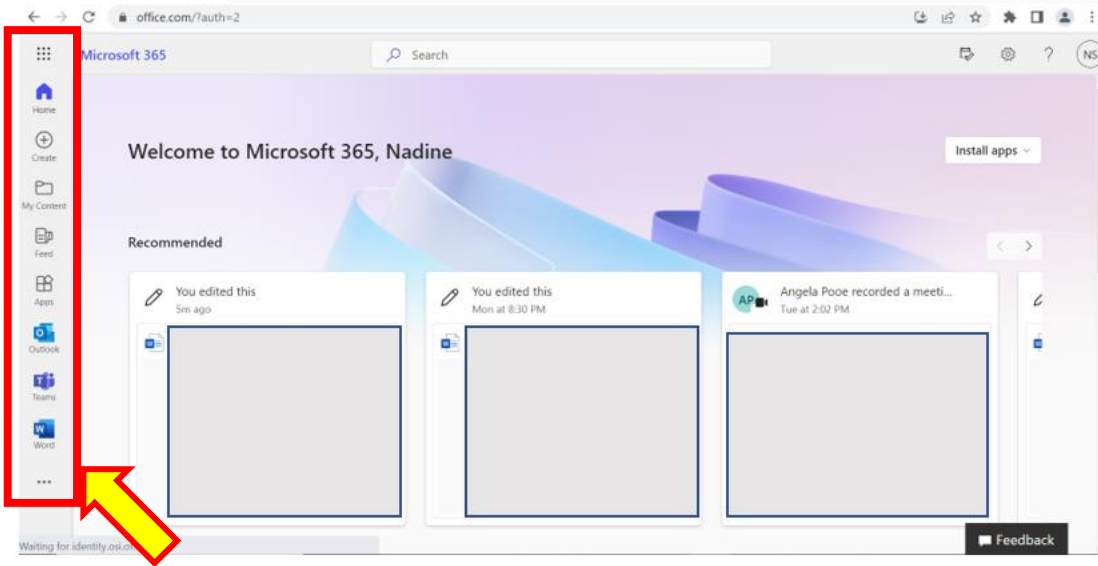 office.com/?auth=2
Microsoft 365
Search
?
NS
Home
Create
My Content
Feed
Apps
Outlook
Teams
Word
Welcome to Microsoft 365, Nadine
Install apps
Recommended
You edited this
5m ago
You edited this
Mon at 8:30 PM
AP
Angela Pooe recorded a meeti...
Tue at 2:02 PM
Waiting for identity.osi.o
Feedback